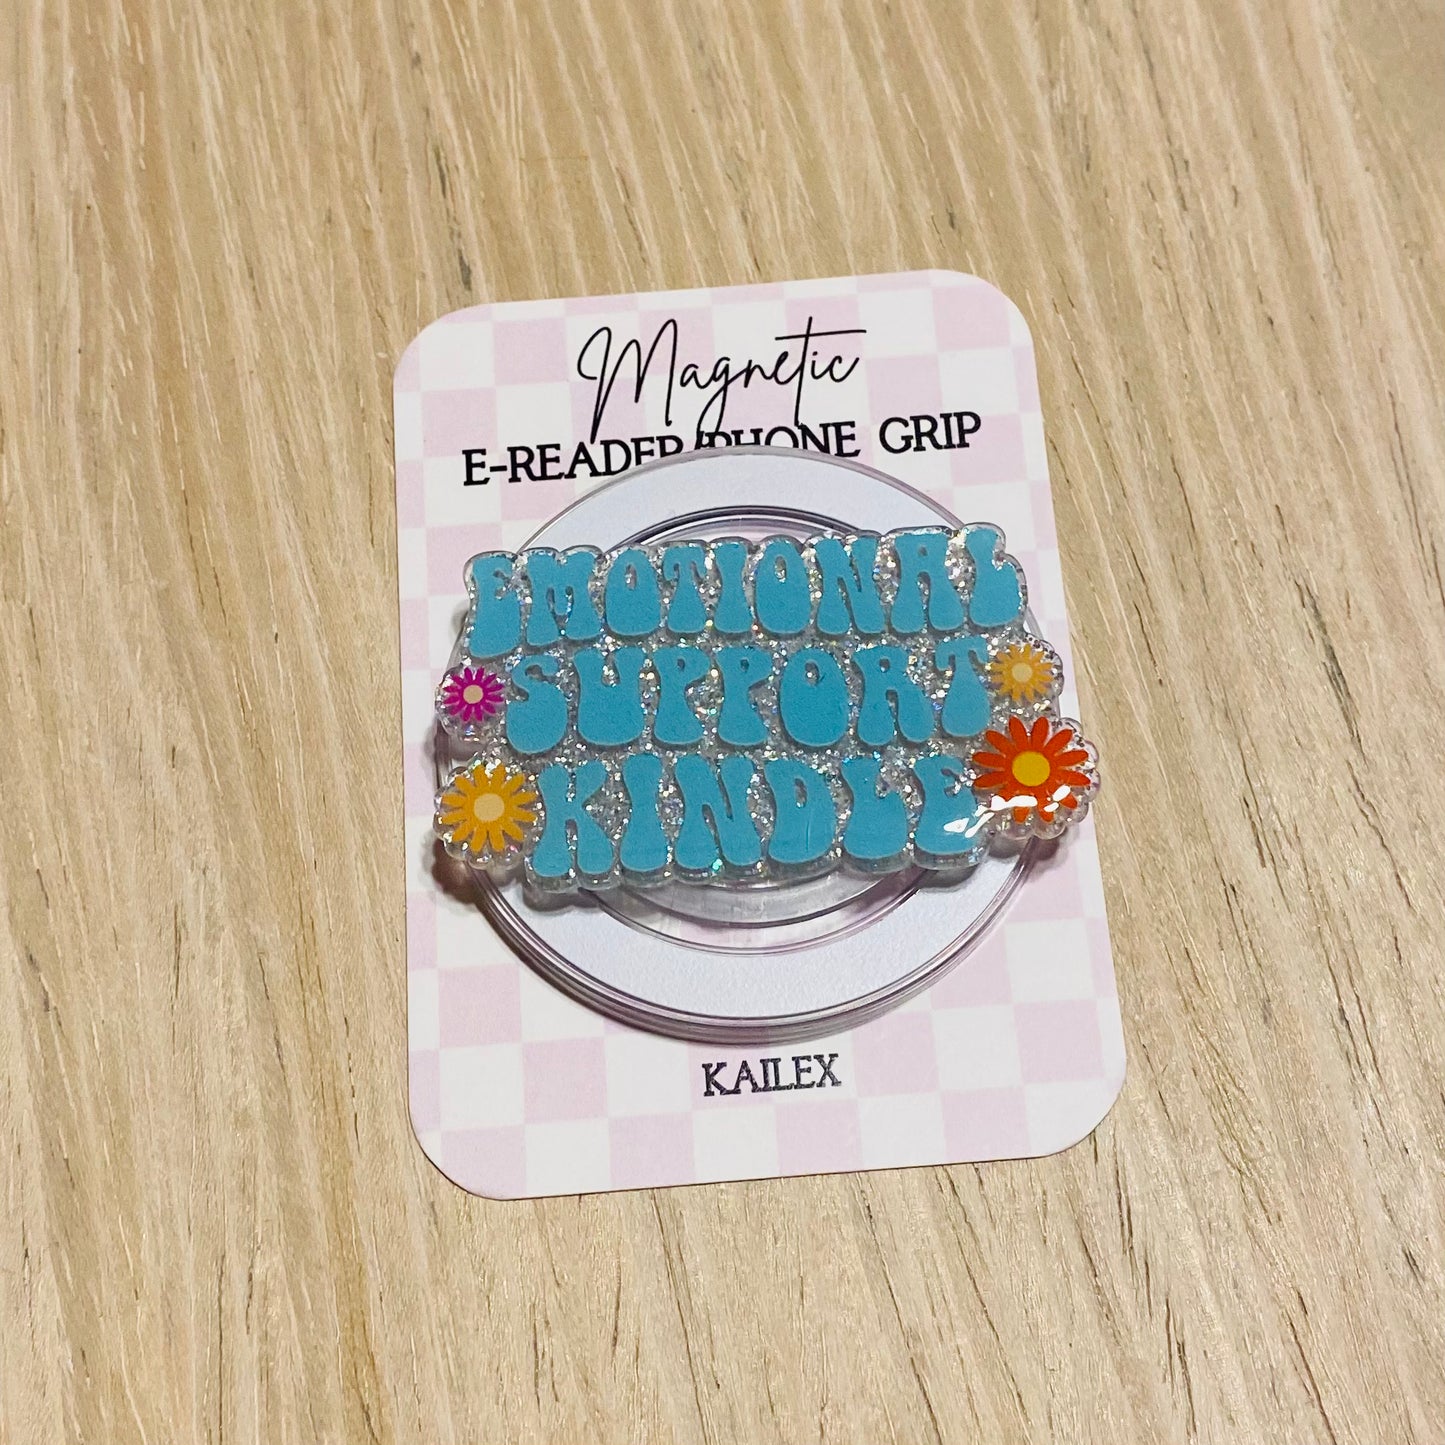 Magnetic
E-READER/PHONE GRIP
EMOTIONAL
SUPPORT
KINDLE
KAILEX